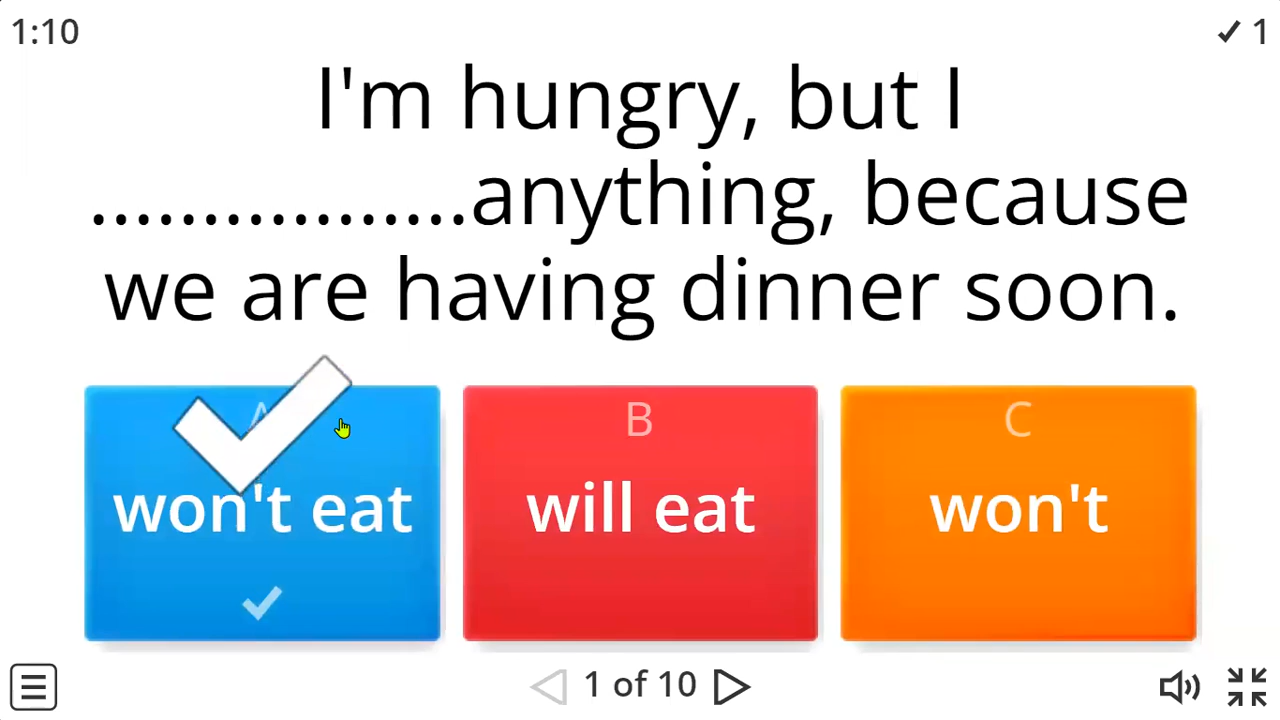 1:10
✓ 1
I'm hungry, but I
.................anything, because
we are having dinner soon.
A
won't eat
B
will eat
C
won't
1 of 10